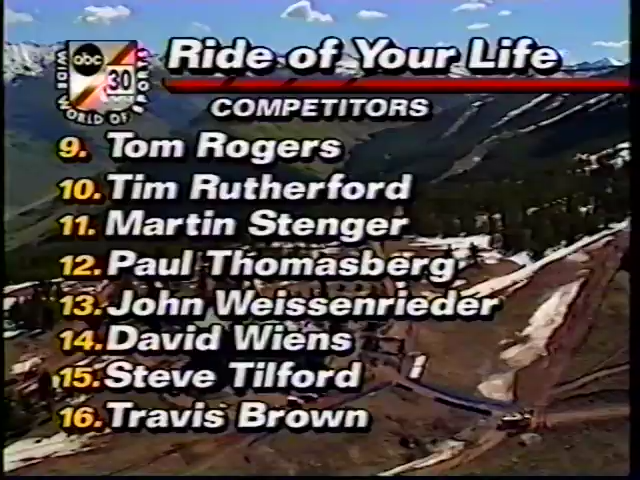 abc
30
WIDE WORLD OF SPORTS
Ride of Your Life
COMPETITORS
9. Tom Rogers
10. Tim Rutherford
11. Martin Stenger
12. Paul Thomasberg
13. John Weissenrieder
14. David Wiens
15. Steve Tilford
16. Travis Brown